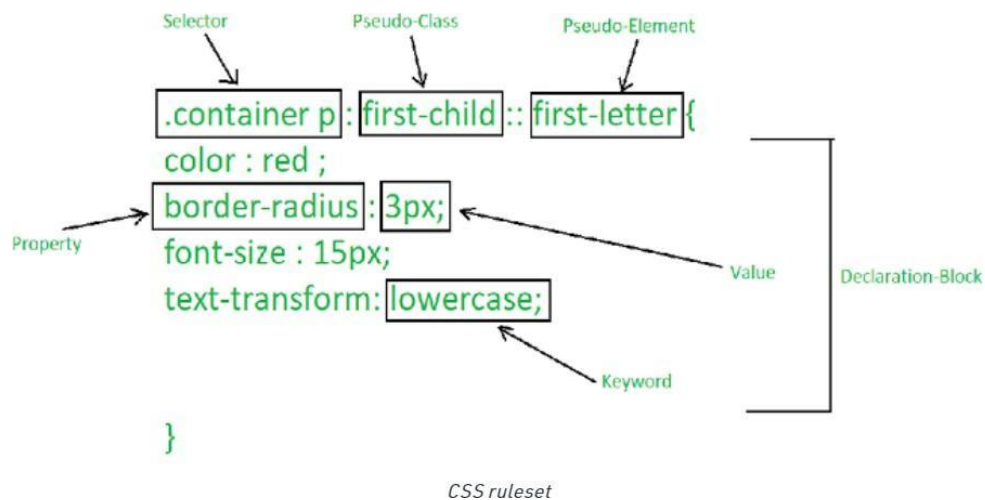 Selector Pseudo-Class Pseudo-Element
.container p : first-child :: first-letter {
color : red ;
border-radius : 3px;
Property
font-size : 15px;
Value
Declaration-Block
text-transform: lowercase;
Keyword
}
CSS ruleset